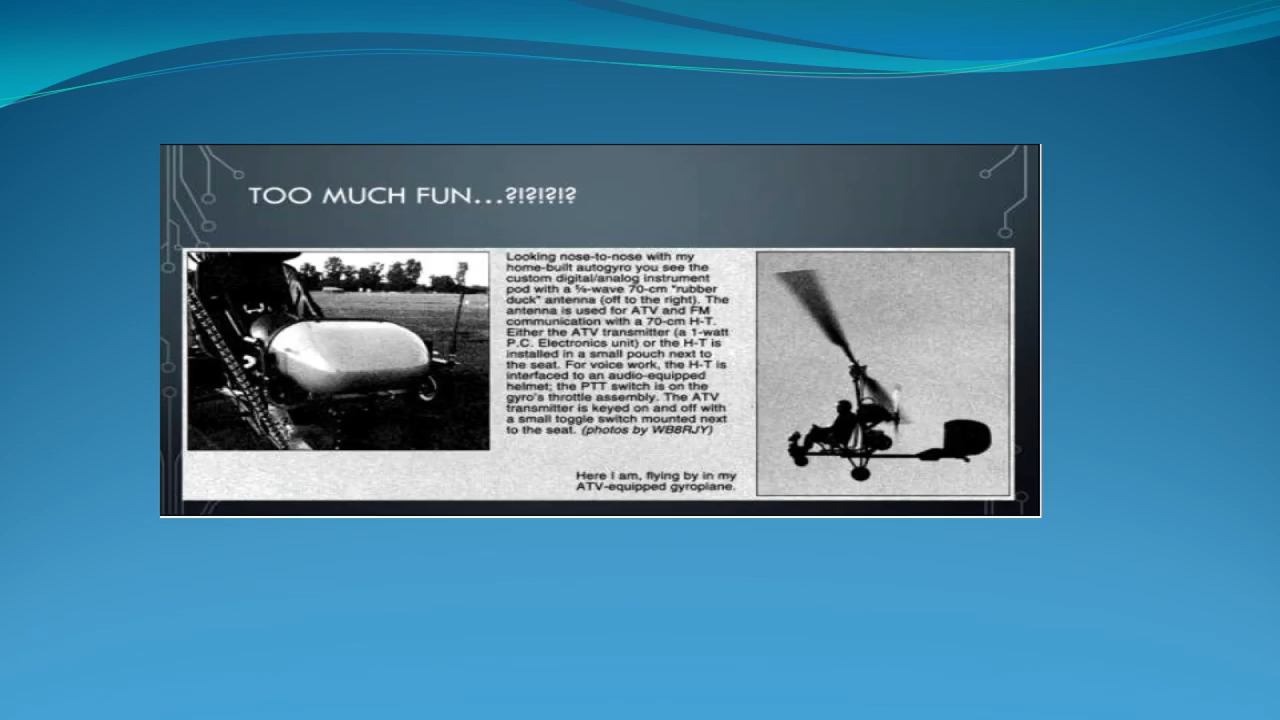 TOO MUCH FUN...?!?!?!?
Looking nose-to-nose with my
home-built autogyro you see the
custom digital/analog instrument
pod with a ⅝-wave 70-cm "rubber
duck" antenna (off to the right). The
antenna is used for ATV and FM
communication with a 70-cm H-T.
Either the ATV transmitter (a 1-watt
P.C. Electronics unit) or the H-T is
installed in a small pouch next to
the seat. For voice work, the H-T is
interfaced to an audio-equipped
helmet; the PTT switch is on the
gyro's throttle assembly. The ATV
transmitter is keyed on and off with
a small toggle switch mounted next
to the seat. (photos by WB8RJY)
Here I am, flying by in my
ATV-equipped gyroplane.